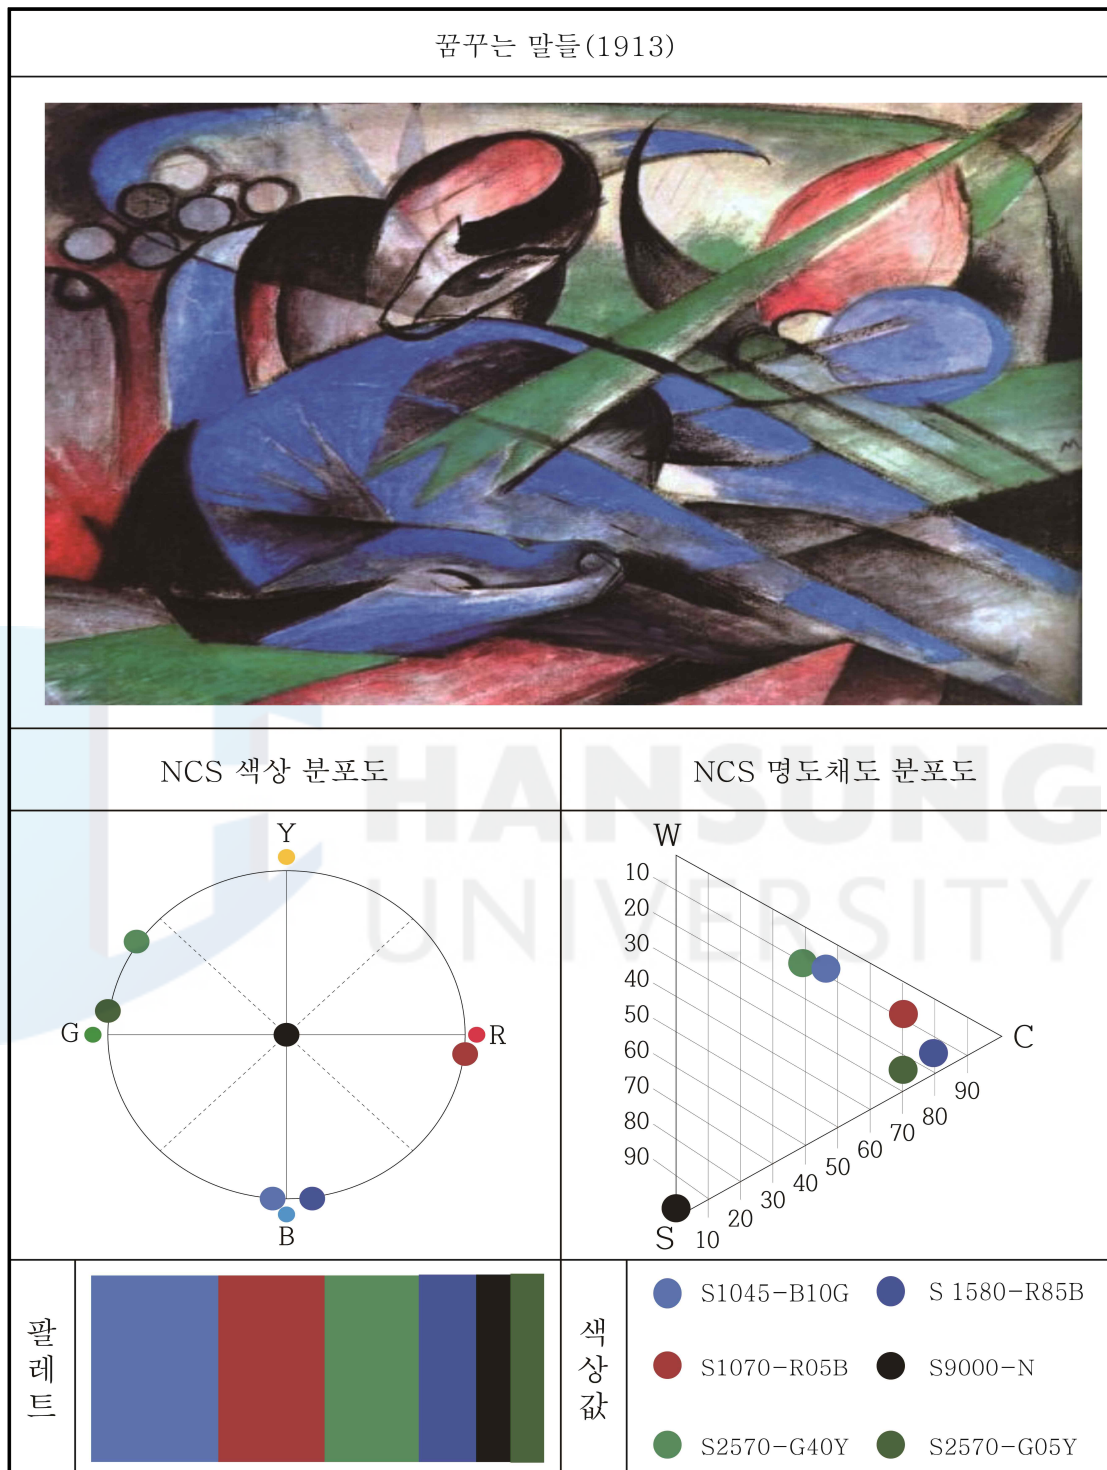 꿈꾸는 말들(1913)
M
NCS 색상 분포도
NCS 명도채도 분포도
HANSUNG
UNIVERSITY
Y
G
R
B
W
10
20
30
40
50
60
70
80
90
S
C
10
20
30
40
50
60
70
80
90
팔레트
색상값
S1045-B10G
S 1580-R85B
S1070-R05B
S9000-N
S2570-G40Y
S2570-G05Y